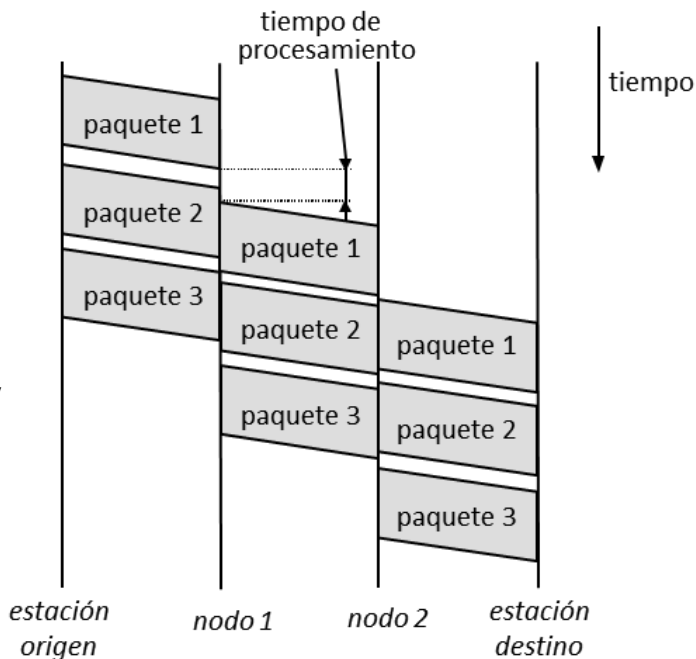 tiempo de
procesamiento
tiempo
paquete 1
paquete 2
paquete 1
paquete 3
paquete 2
paquete 1
paquete 3
paquete 2
paquete 3
estación
origen
nodo 1
nodo 2
estación
destino